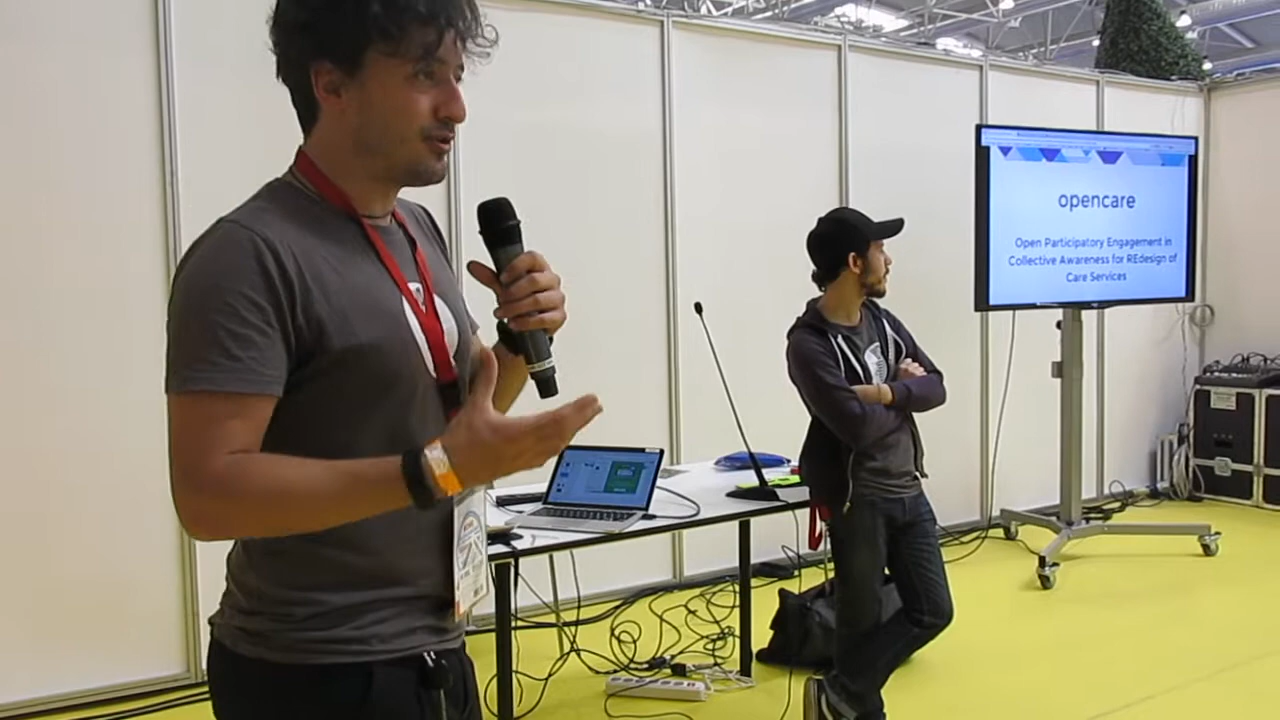 opencare
Open Participatory Engagement in
Collective Awareness for REdesign of
Care Services